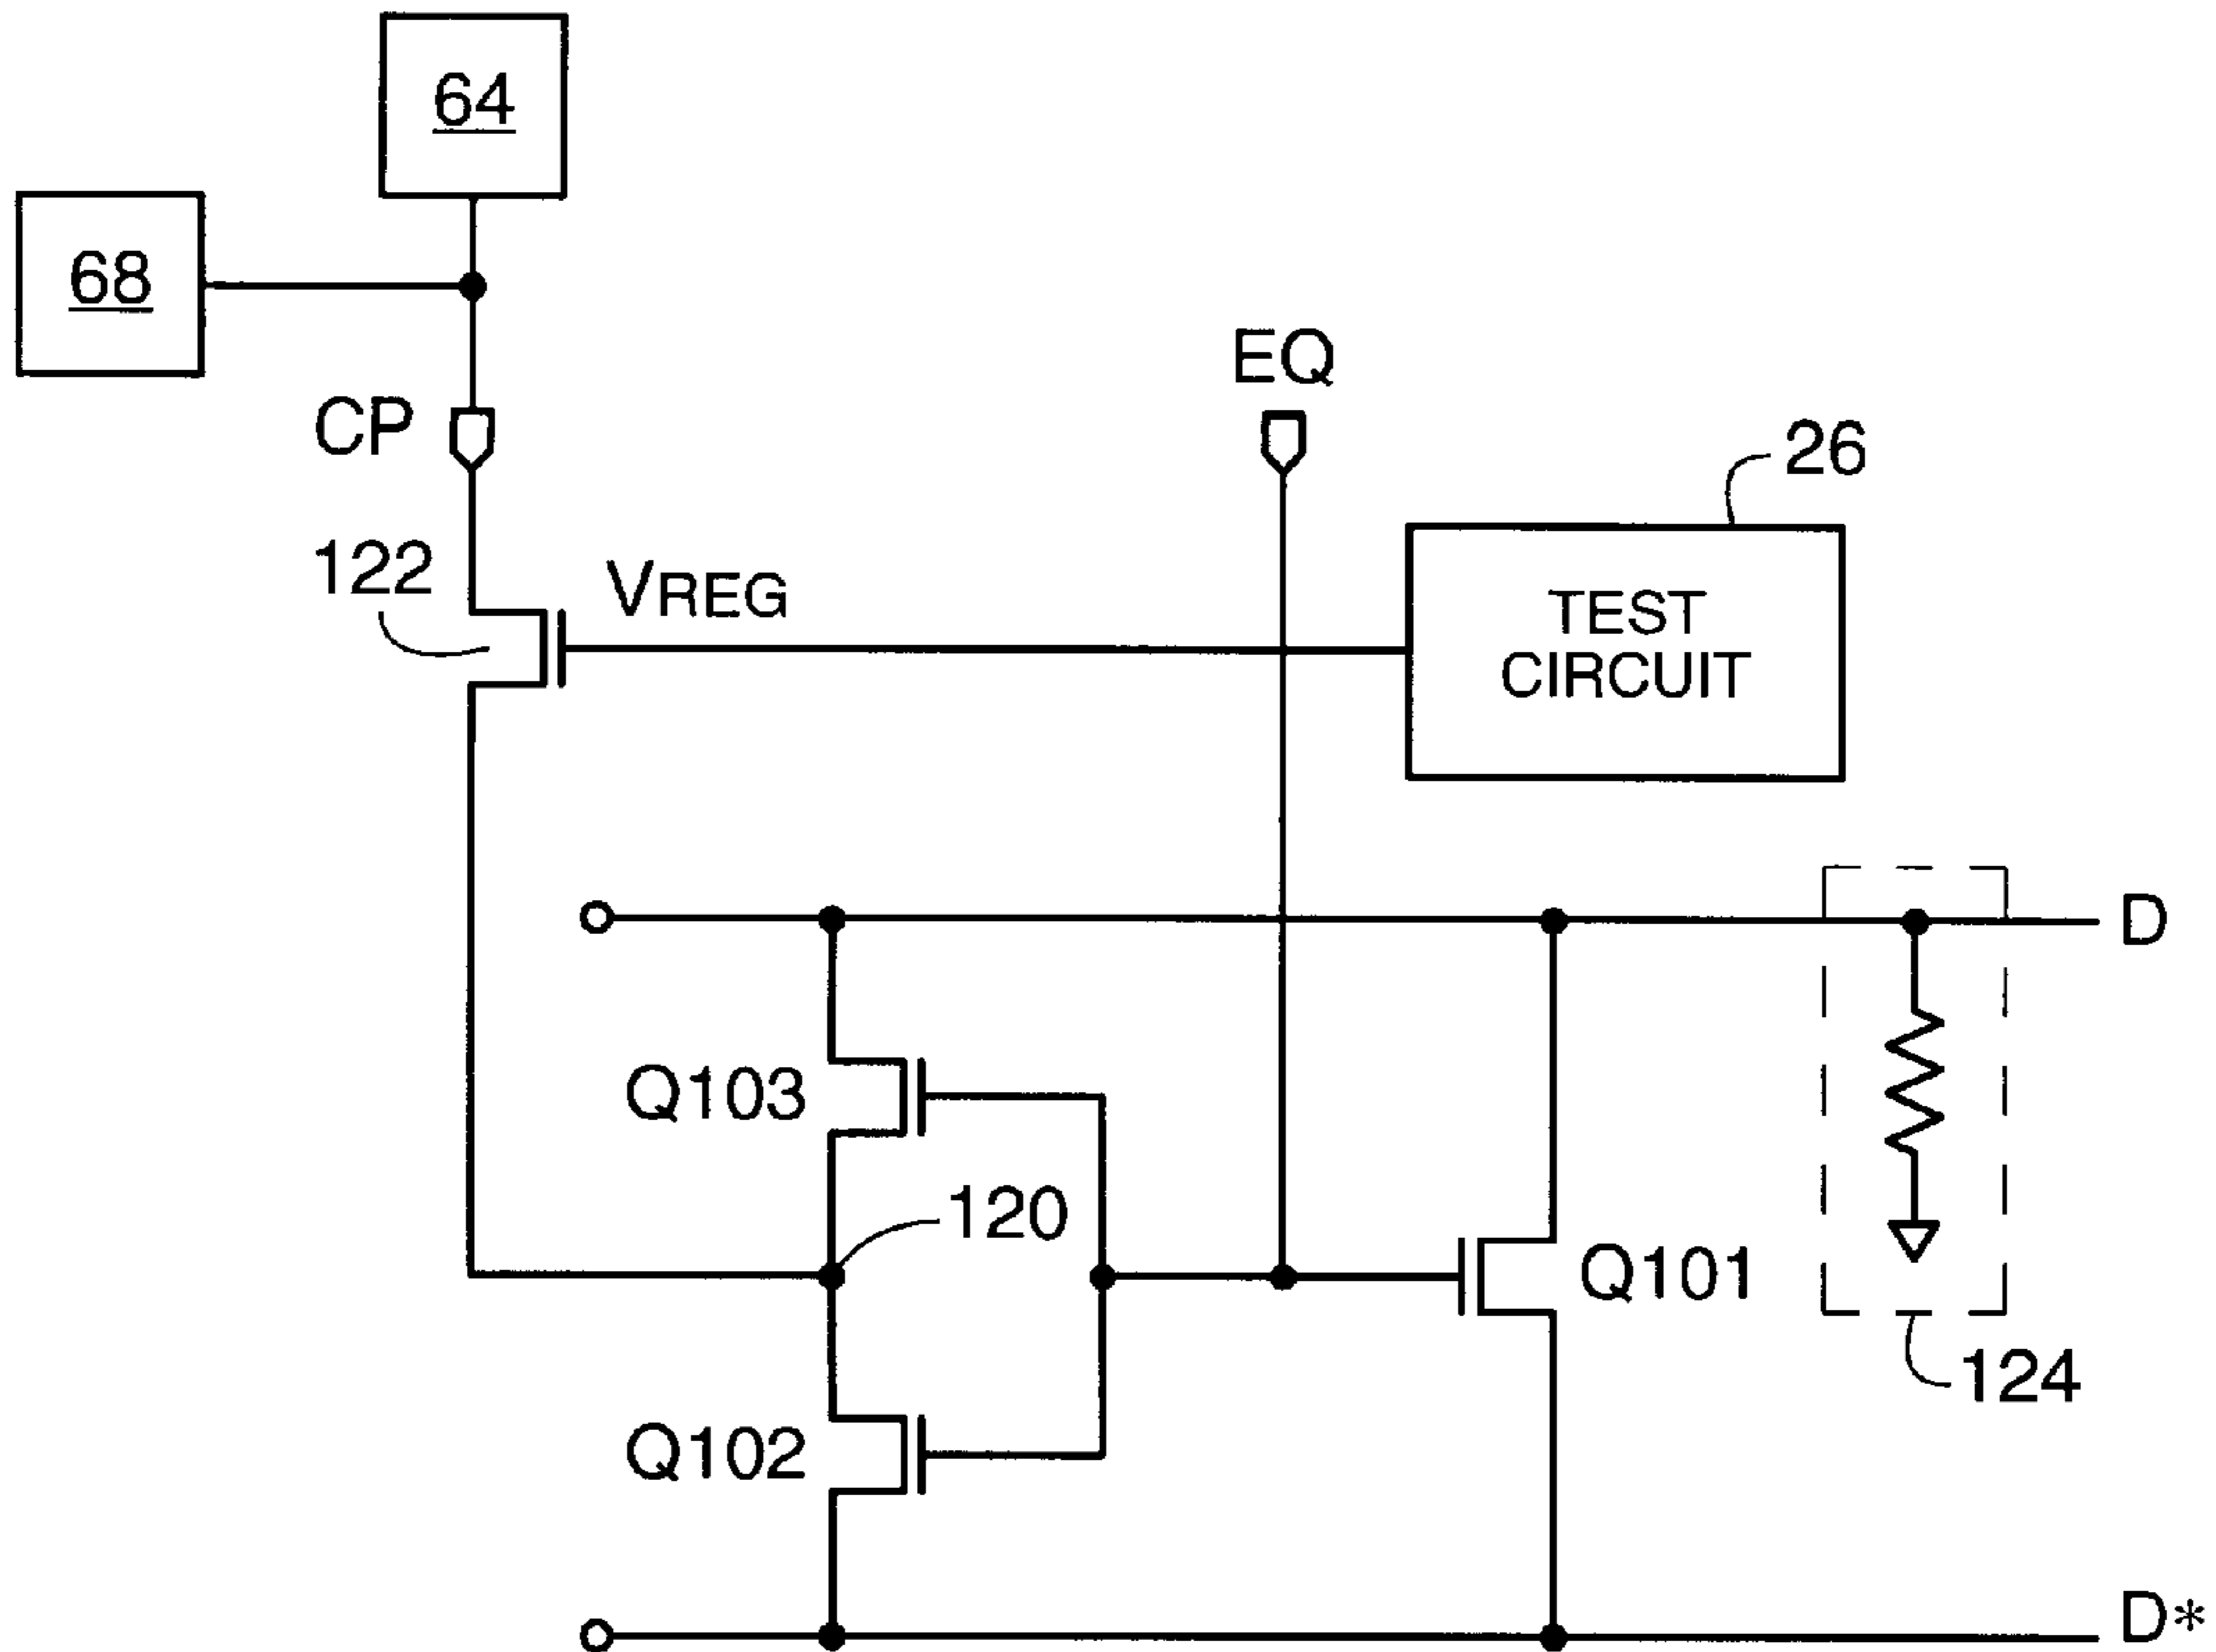 64
68
EQ
CP
26
122
VREG
TEST
CIRCUIT
D
Q103
120
Q101
124
Q102
D*